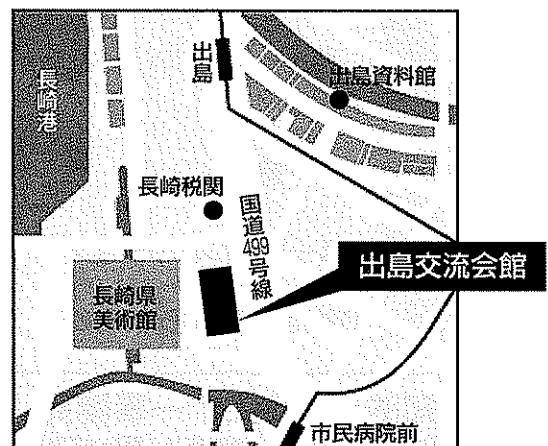 出島
出島資料館
長崎港
長崎税関
国道499号線
出島交流会館
長崎県
美術館
市民病院前